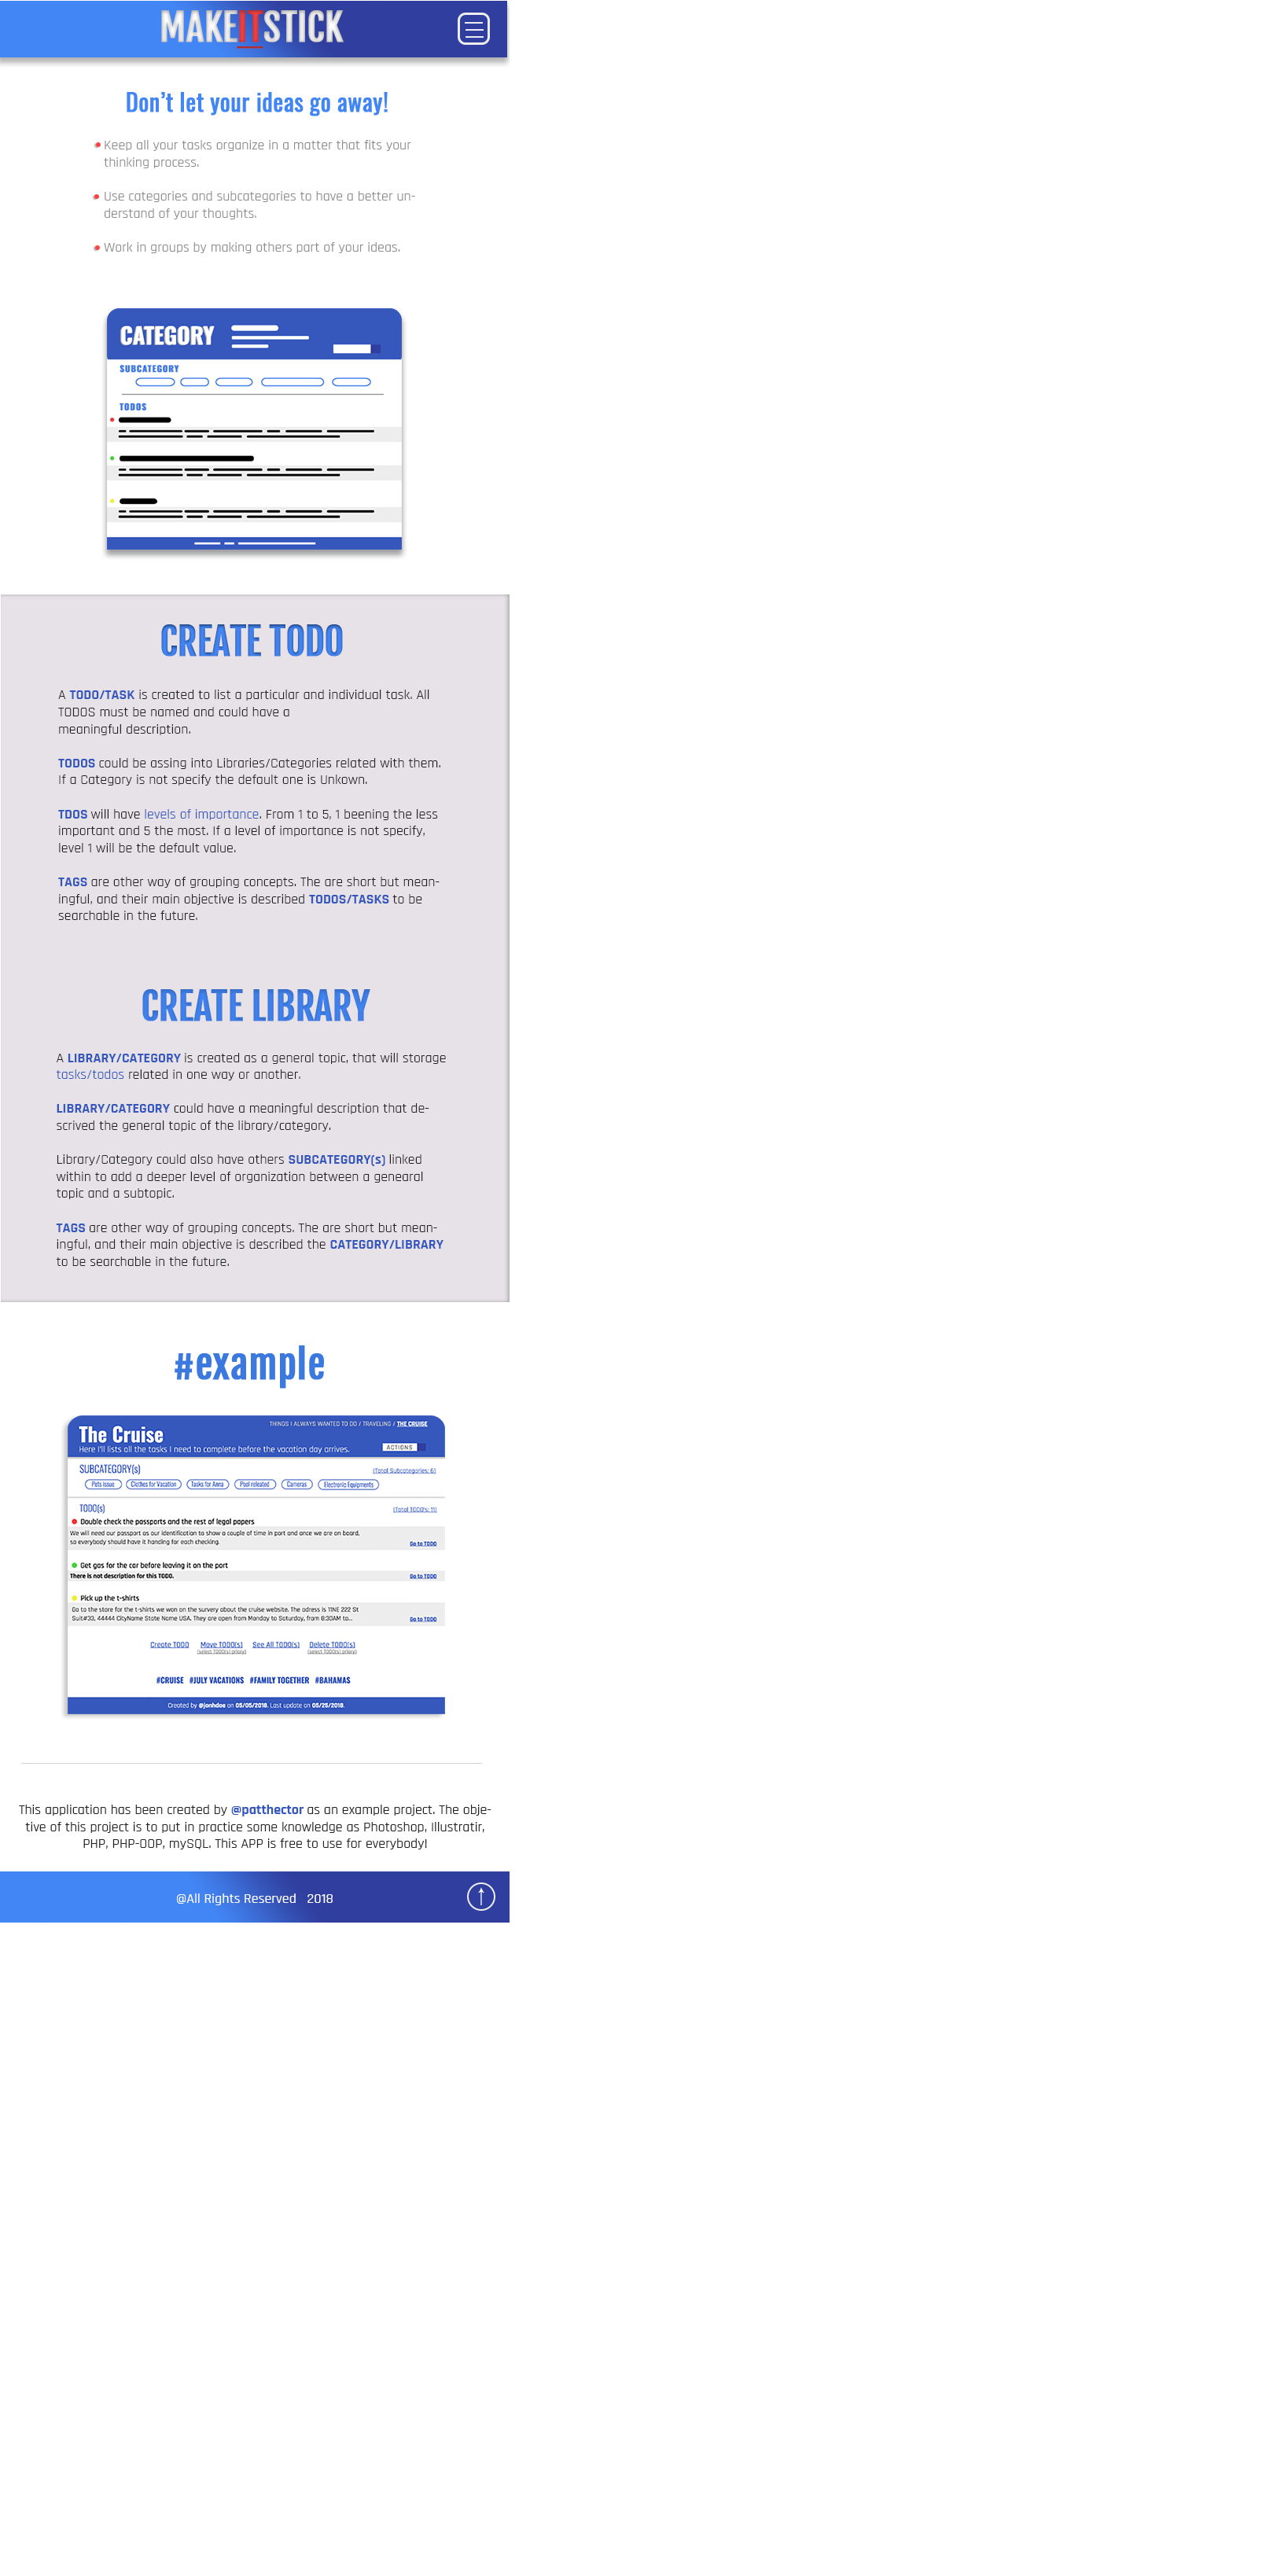 MAKEITSTICK
Don’t let your ideas go away!
Keep all your tasks organize in a matter that fits your
thinking process.
Use categories and subcategories to have a better un-
derstand of your thoughts.
Work in groups by making others part of your ideas.
CATEGORY
SUBCATEGORY
TODOS
CREATE TODO
A TODO/TASK is created to list a particular and individual task. All
TODOS must be named and could have a
meaningful description.
TODOS could be assing into Libraries/Categories related with them.
If a Category is not specify the default one is Unkown.
TDOS will have levels of importance. From 1 to 5, 1 beening the less
important and 5 the most. If a level of importance is not specify,
level 1 will be the default value.
TAGS are other way of grouping concepts. The are short but mean-
ingful, and their main objective is described TODOS/TASKS to be
searchable in the future.
CREATE LIBRARY
A LIBRARY/CATEGORY is created as a general topic, that will storage
tasks/todos related in one way or another.
LIBRARY/CATEGORY could have a meaningful description that de-
scrived the general topic of the library/category.
Library/Category could also have others SUBCATEGORY(s) linked
within to add a deeper level of organization between a genearal
topic and a subtopic.
TAGS are other way of grouping concepts. The are short but mean-
ingful, and their main objective is described the CATEGORY/LIBRARY
to be searchable in the future.
#example
THINGS I ALWAYS WANTED TO DO / TRAVELING / THE CRUISE
The Cruise
Here I'll lists all the tasks I need to complete before the vacation day arrives.
ACTIONS
SUBCATEGORY(s)
(Total Subcategories: 6)
Pets issue Clothes for Vacation Tasks for Anna Pool releated Cameras Electronic Equipments
TODO(s)
(Total TODO's: 11)
Double check the passports and the rest of legal papers
We will need our passport as our identification to show a couple of time in port and once we are on board,
so everybody should have it handing for each checking.
Go to TODO
Get gas for the car before leaving it on the port
There is not description for this TODO.
Go to TODO
Pick up the t-shirts
Go to the store for the t-shirts we won on the survery about the cruise website. The adress is 11NE 222 St
Suit#33, 44444 CityName State Name USA. They are open from Monday to Saturday, from 8:30AM to...
Go to TODO
Create TODO Move TODO(s) See All TODO(s) Delete TODO(s)
(select TODO(s) priory) (select TODO(s) priory)
#CRUISE #JULY VACATIONS #FAMILY TOGETHER #BAHAMAS
Created by @jonhdoe on 05/05/2018. Last update on 05/25/2018.
This application has been created by @patthector as an example project. The obje-
tive of this project is to put in practice some knowledge as Photoshop, Illustratir,
PHP, PHP-OOP, mySQL. This APP is free to use for everybody!
@All Rights Reserved 2018